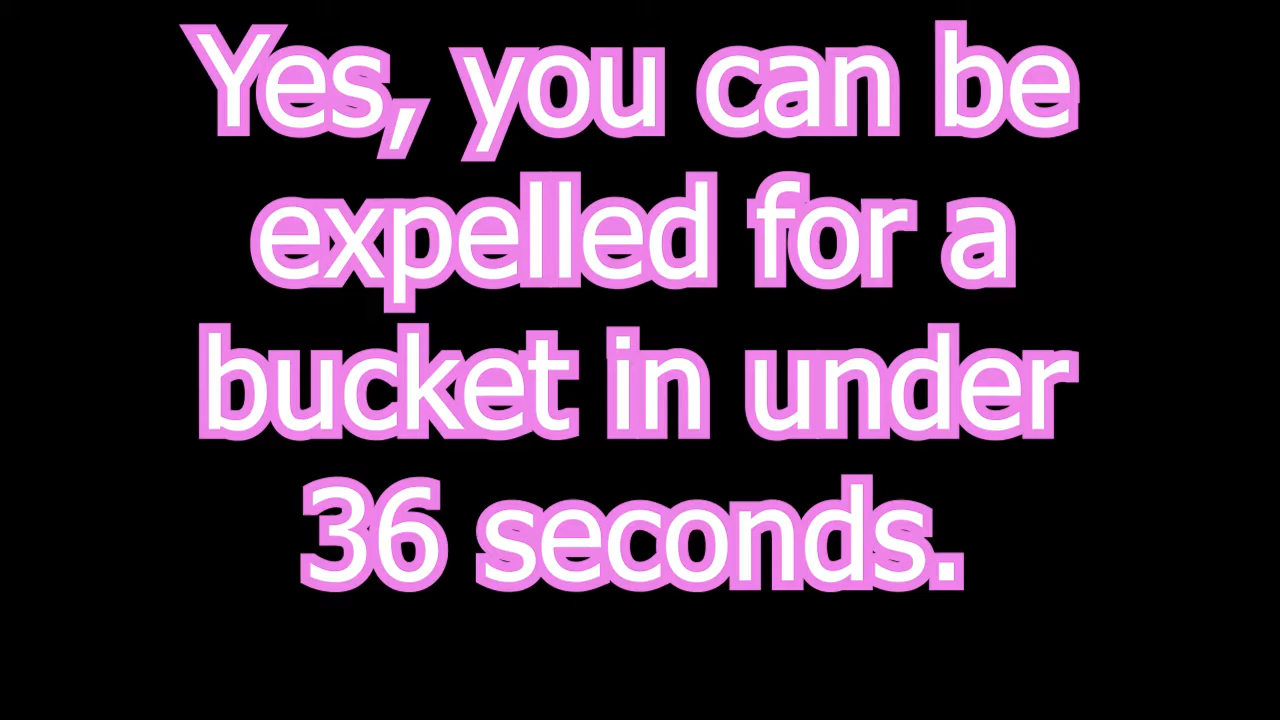 Yes, you can be
expelled for a
bucket in under
36 seconds.